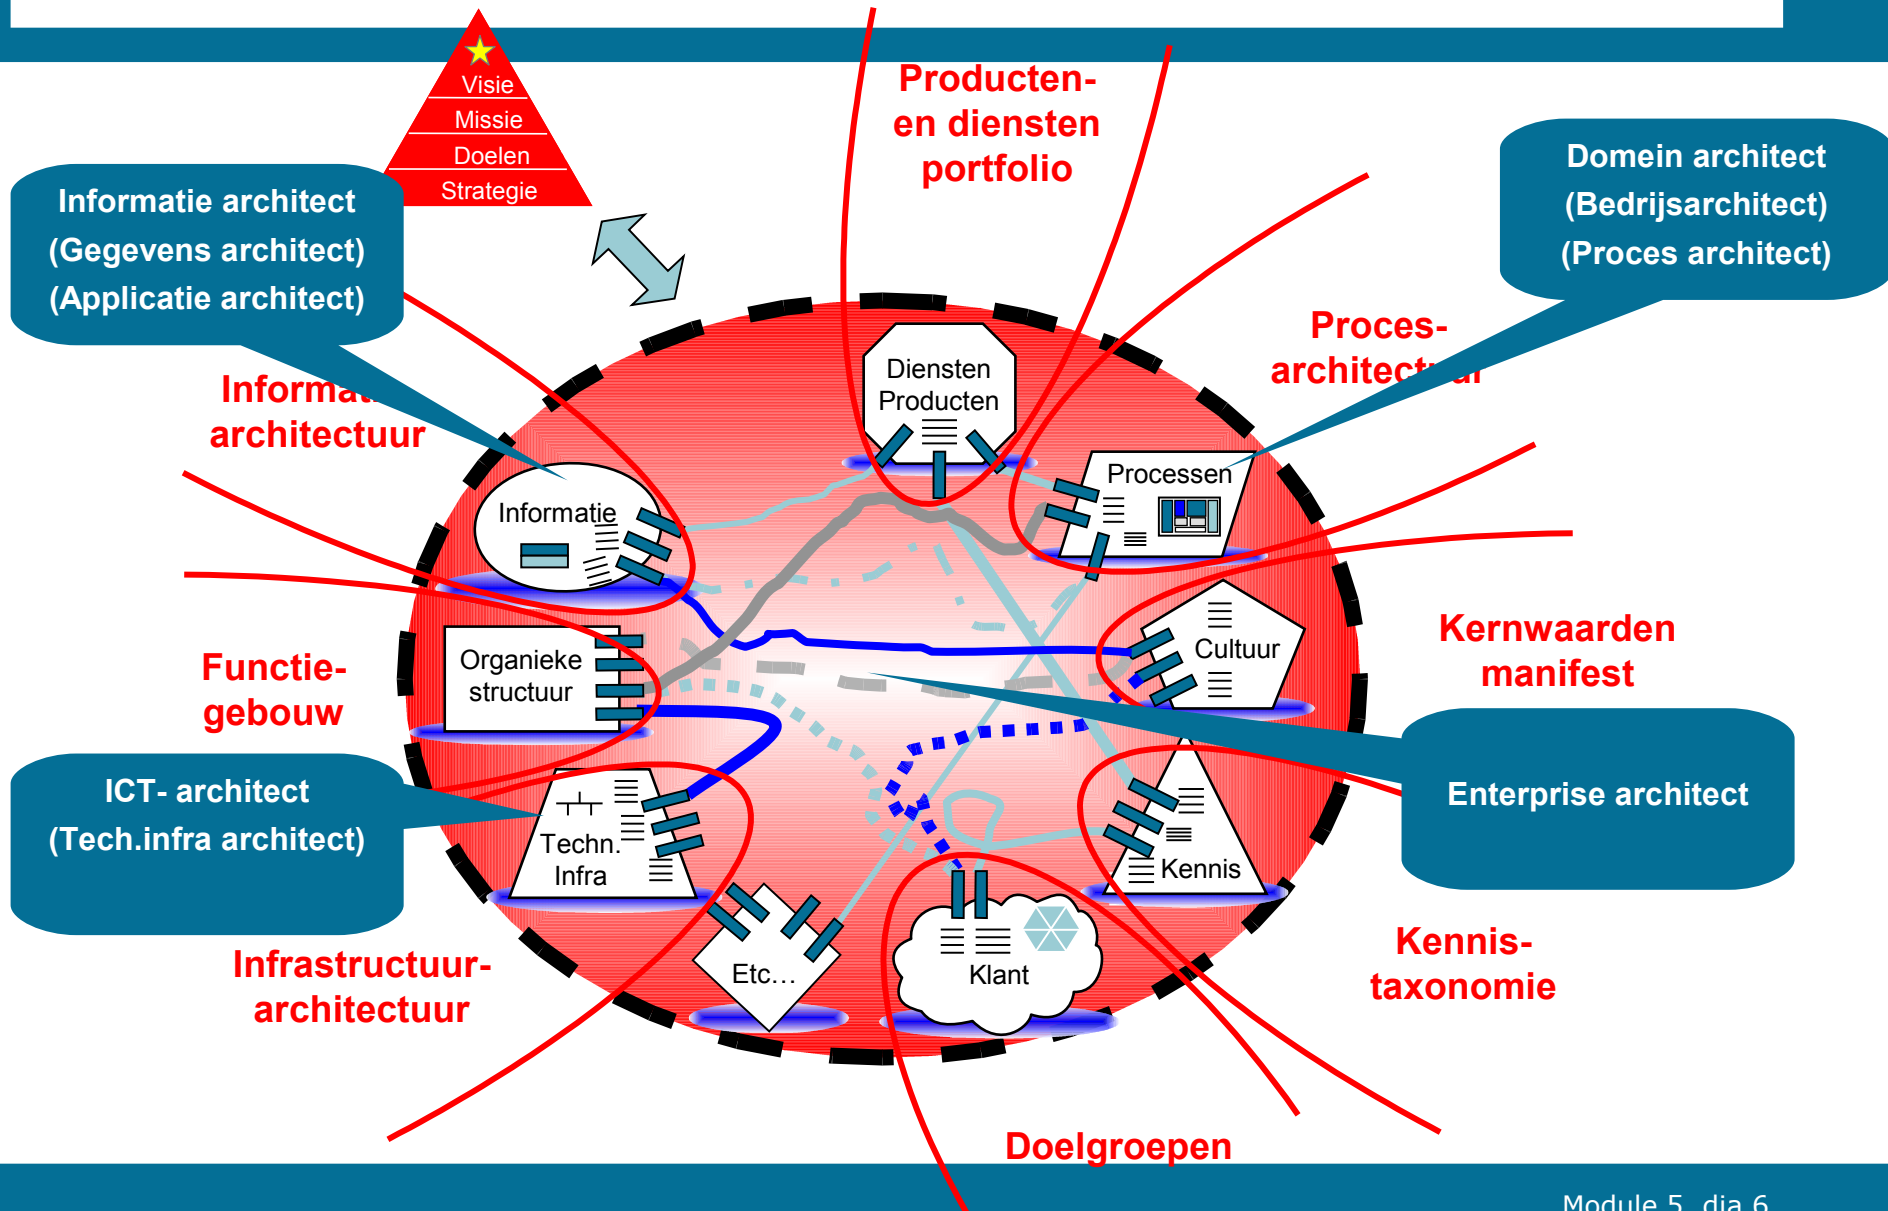 Visie
Missie
Doelen
Strategie
Producten-
en diensten
portfolio
Informatie architect
(Gegevens architect)
(Applicatie architect)
Domein architect
(Bedrijsarchitect)
(Proces architect)
Proces-
architectuur
Informat
architectuur
Diensten
Producten
Processen
Informatie
Organieke
structuur
Cultuur
Functie-
gebouw
Kernwaarden
manifest
ICT- architect
(Tech.infra architect)
Enterprise architect
Techn.
Infra
Kennis
Etc...
Klant
Infrastructuur-
architectuur
Kennis-
taxonomie
Doelgroepen
Module 5, dia 6